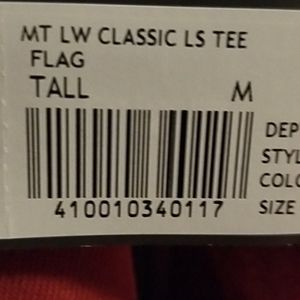 MT LW CLASSIC LS TEE
FLAG
TALL M
410010340117
DEP
STYL
COLO
SIZE